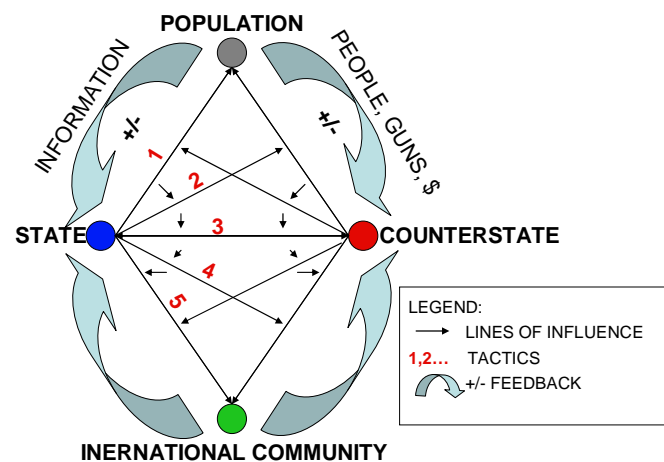 POPULATION
INFORMATION
PEOPLE, GUNS, $
+/-
+/-
1
2
STATE
3
COUNTERSTATE
4
5
LEGEND:
LINES OF INFLUENCE
1,2... TACTICS
+/- FEEDBACK
INERNATIONAL COMMUNITY